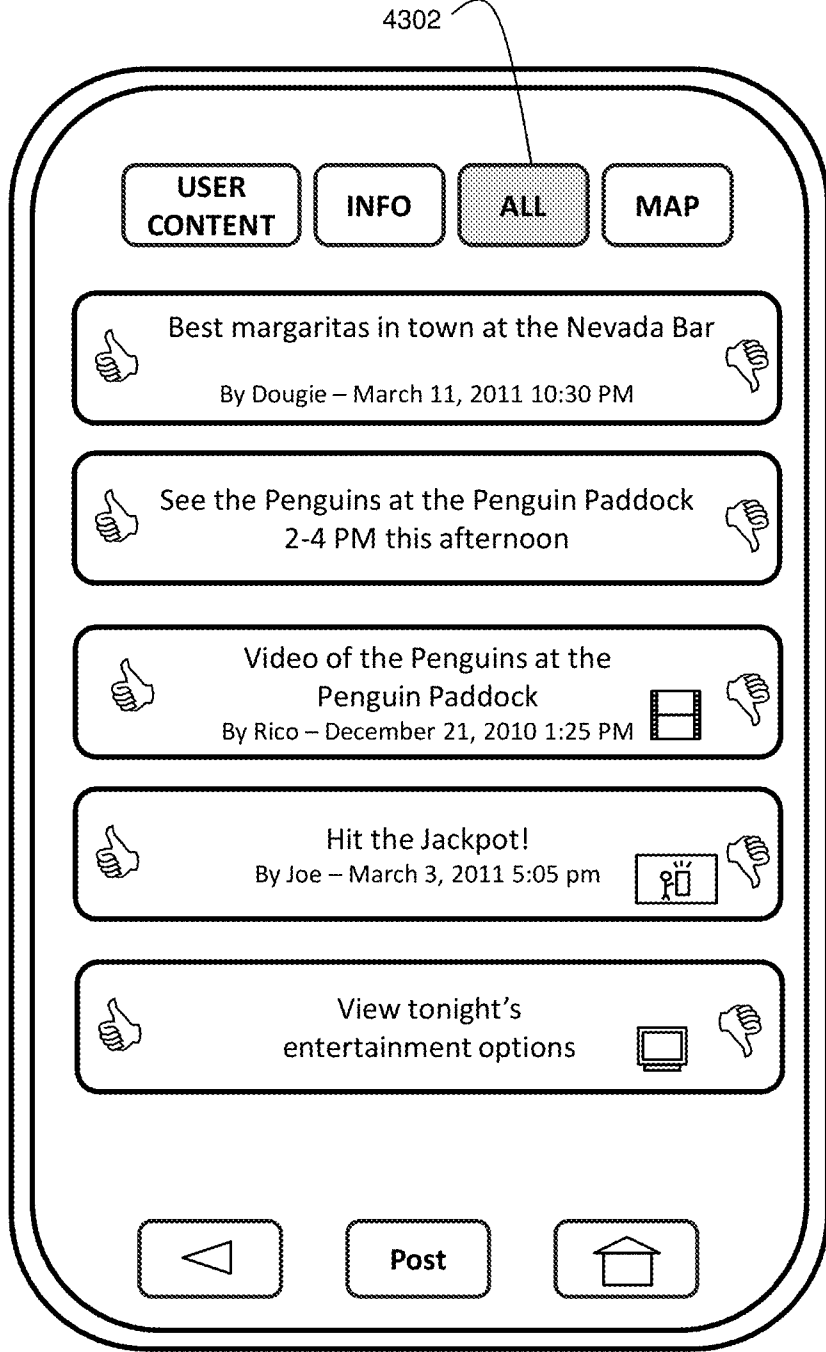 4302
USER
CONTENT
INFO
ALL
MAP
Best margaritas in town at the Nevada Bar
By Dougie – March 11, 2011 10:30 PM
See the Penguins at the Penguin Paddock
2-4 PM this afternoon
Video of the Penguins at the
Penguin Paddock
By Rico – December 21, 2010 1:25 PM
Hit the Jackpot!
By Joe – March 3, 2011 5:05 pm
View tonight's
entertainment options
Post